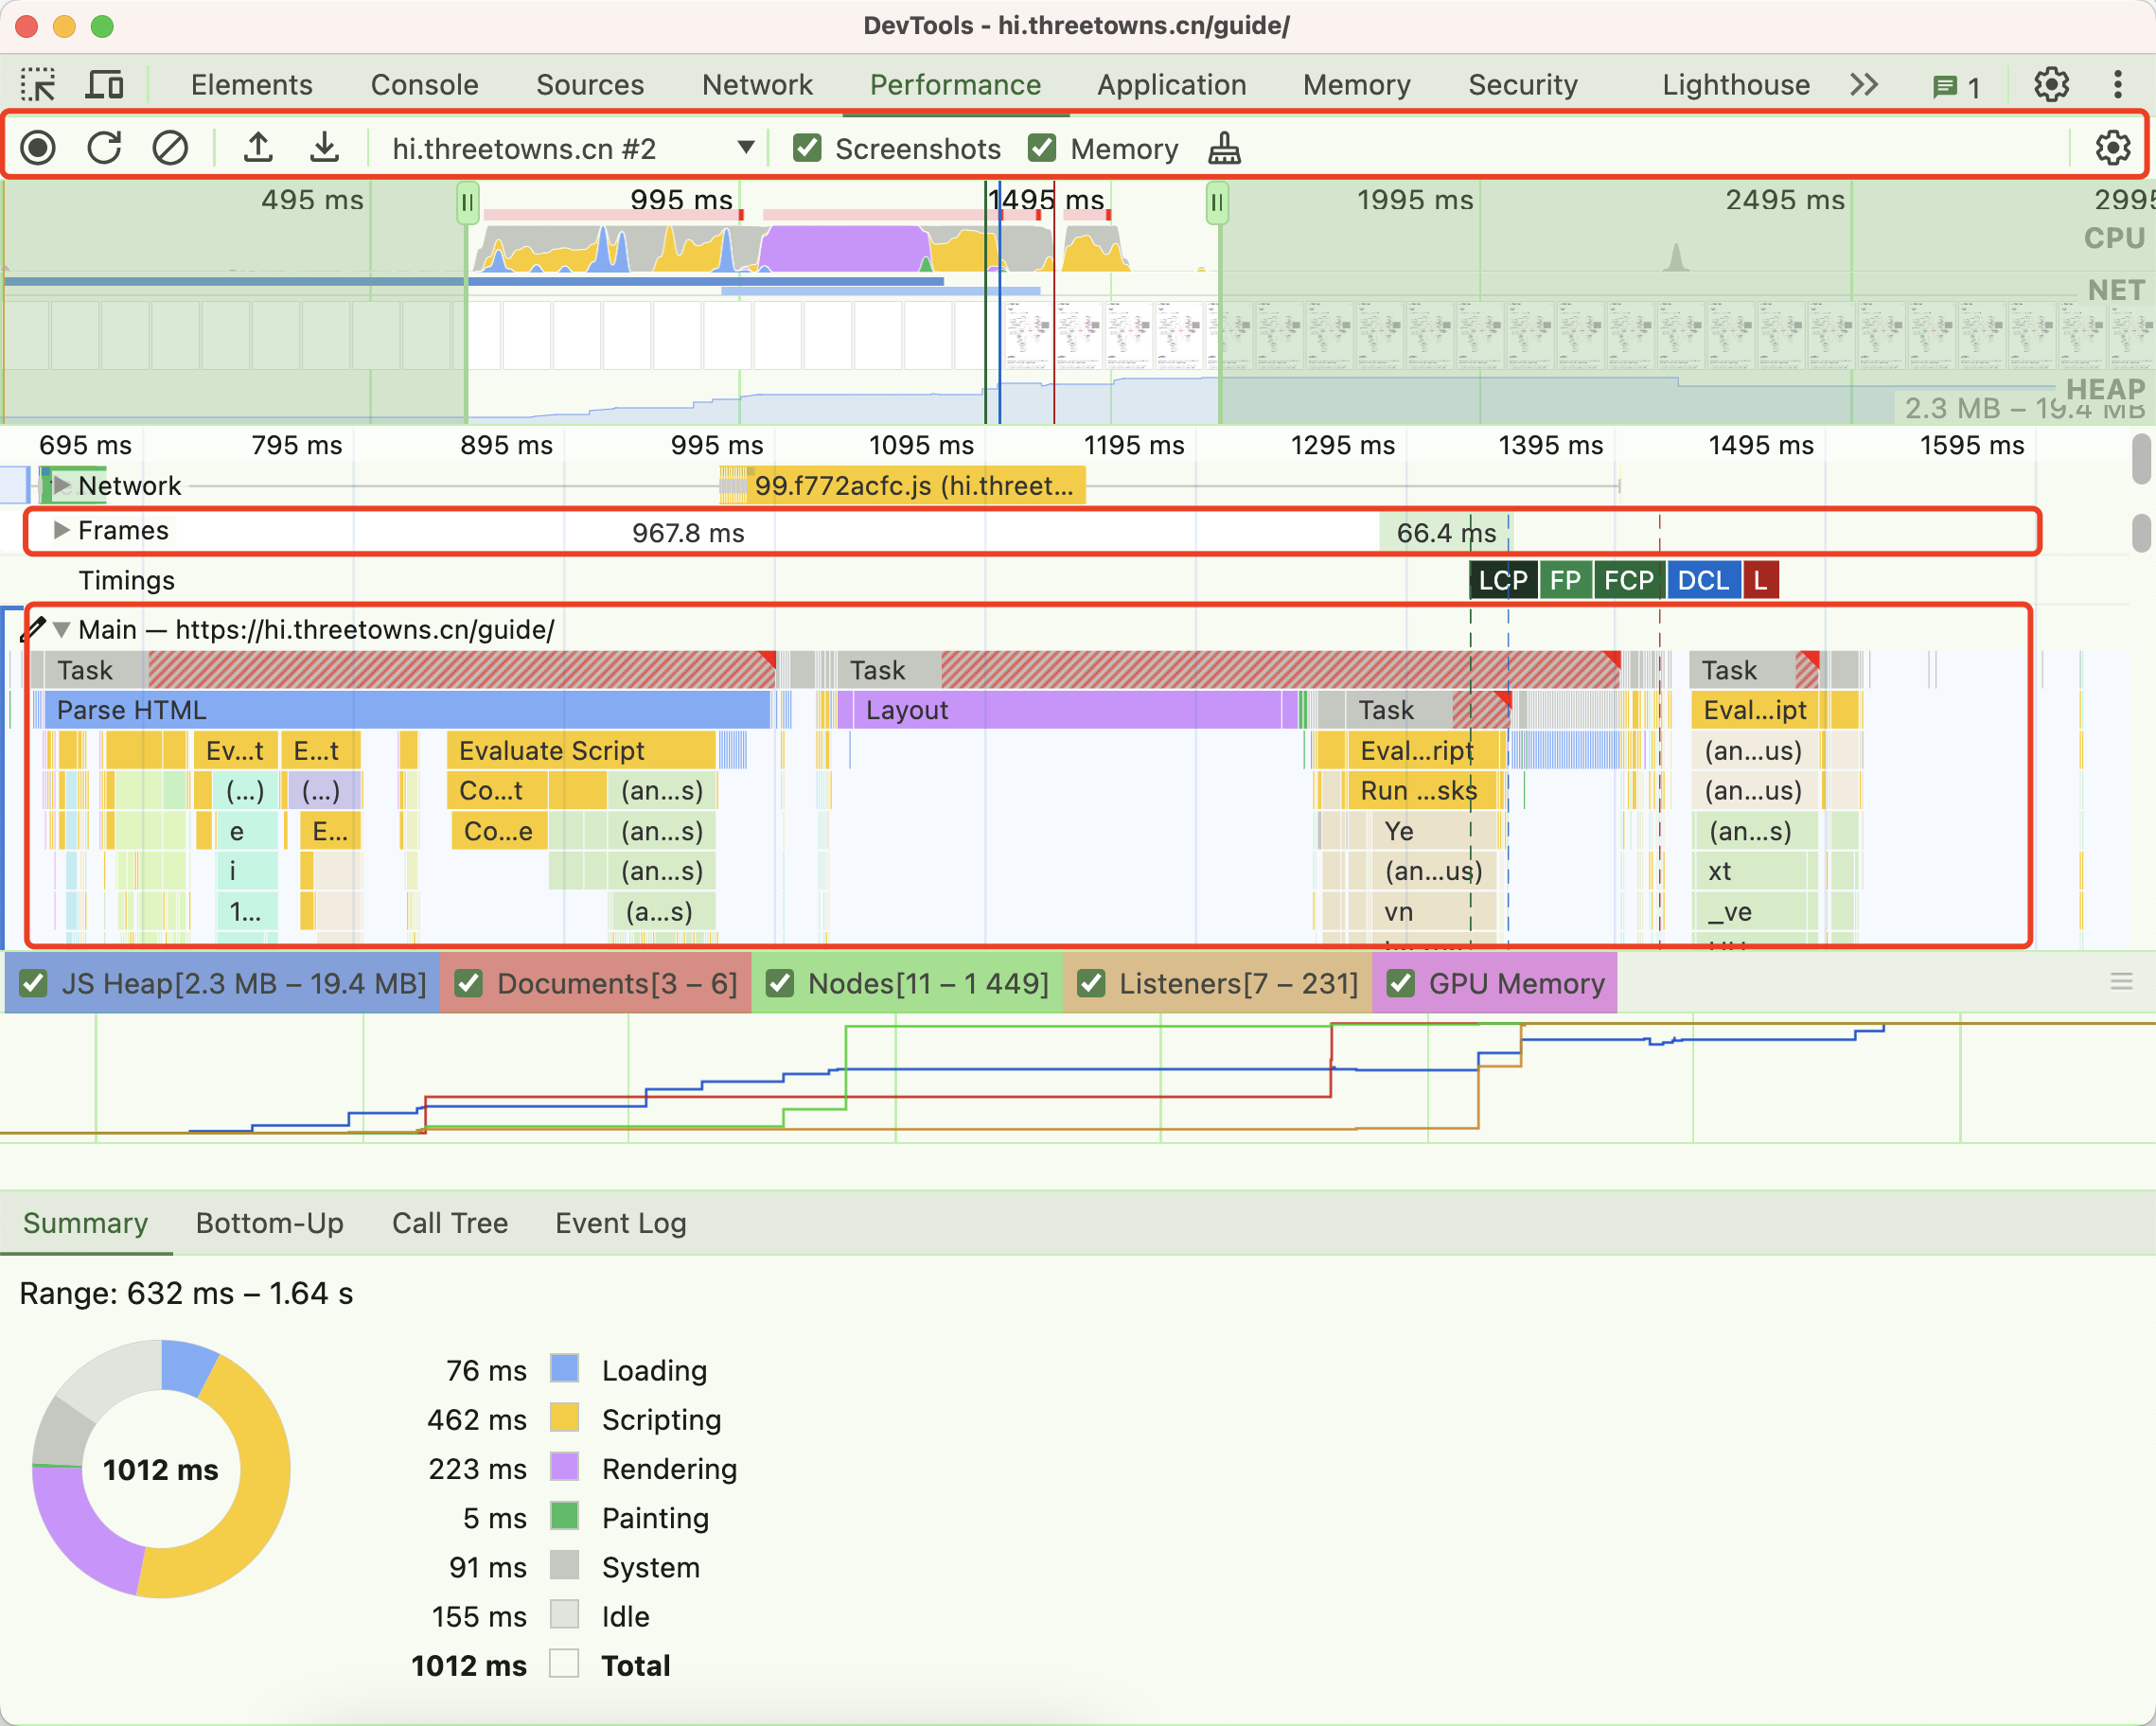 DevTools - hi.threetowns.cn/guide/
Elements Console Sources Network Performance Application Memory Security Lighthouse 1
hi.threetowns.cn #2 Screenshots Memory
495 ms 995 ms 1495 ms 1995 ms 2495 ms 2995
CPU
NET
HEAP
2.3 MB – 19.4 MB
695 ms 795 ms 895 ms 995 ms 1095 ms 1195 ms 1295 ms 1395 ms 1495 ms 1595 ms
Network 99.f772acfc.js (hi.threet...
Frames 967.8 ms 66.4 ms
Timings LCP FP FCP DCL L
Main — https://hi.threetowns.cn/guide/
Task Task Task
Parse HTML Layout Task Eval...ipt
Ev...t E...t Evaluate Script Eval...ript (an...us)
(...) (...) Co...t (an...s) Run ...sks (an...us)
e E... Co...e (an...s) Ye (an...s)
i (an...s) (an...us) xt
1... (a...s) vn _ve
JS Heap[2.3 MB – 19.4 MB] Documents[3 – 6] Nodes[11 – 1 449] Listeners[7 – 231] GPU Memory
Summary Bottom-Up Call Tree Event Log
Range: 632 ms – 1.64 s
1012 ms
76 ms Loading
462 ms Scripting
223 ms Rendering
5 ms Painting
91 ms System
155 ms Idle
1012 ms Total